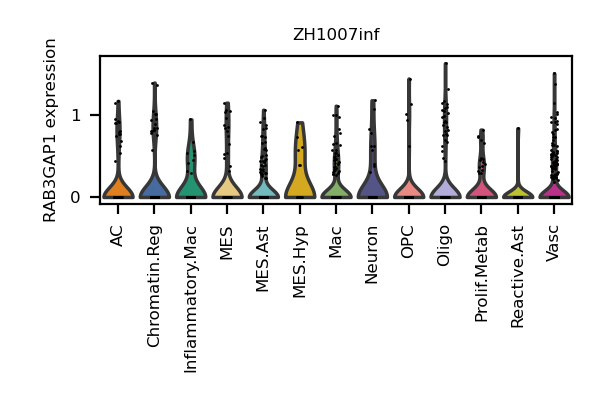 ZH1007inf
RAB3GAP1 expression
1
0
AC
Chromatin.Reg
Inflammatory.Mac
MES
MES.Ast
MES.Hyp
Mac
Neuron
OPC
Oligo
Prolif.Metab
Reactive.Ast
Vasc